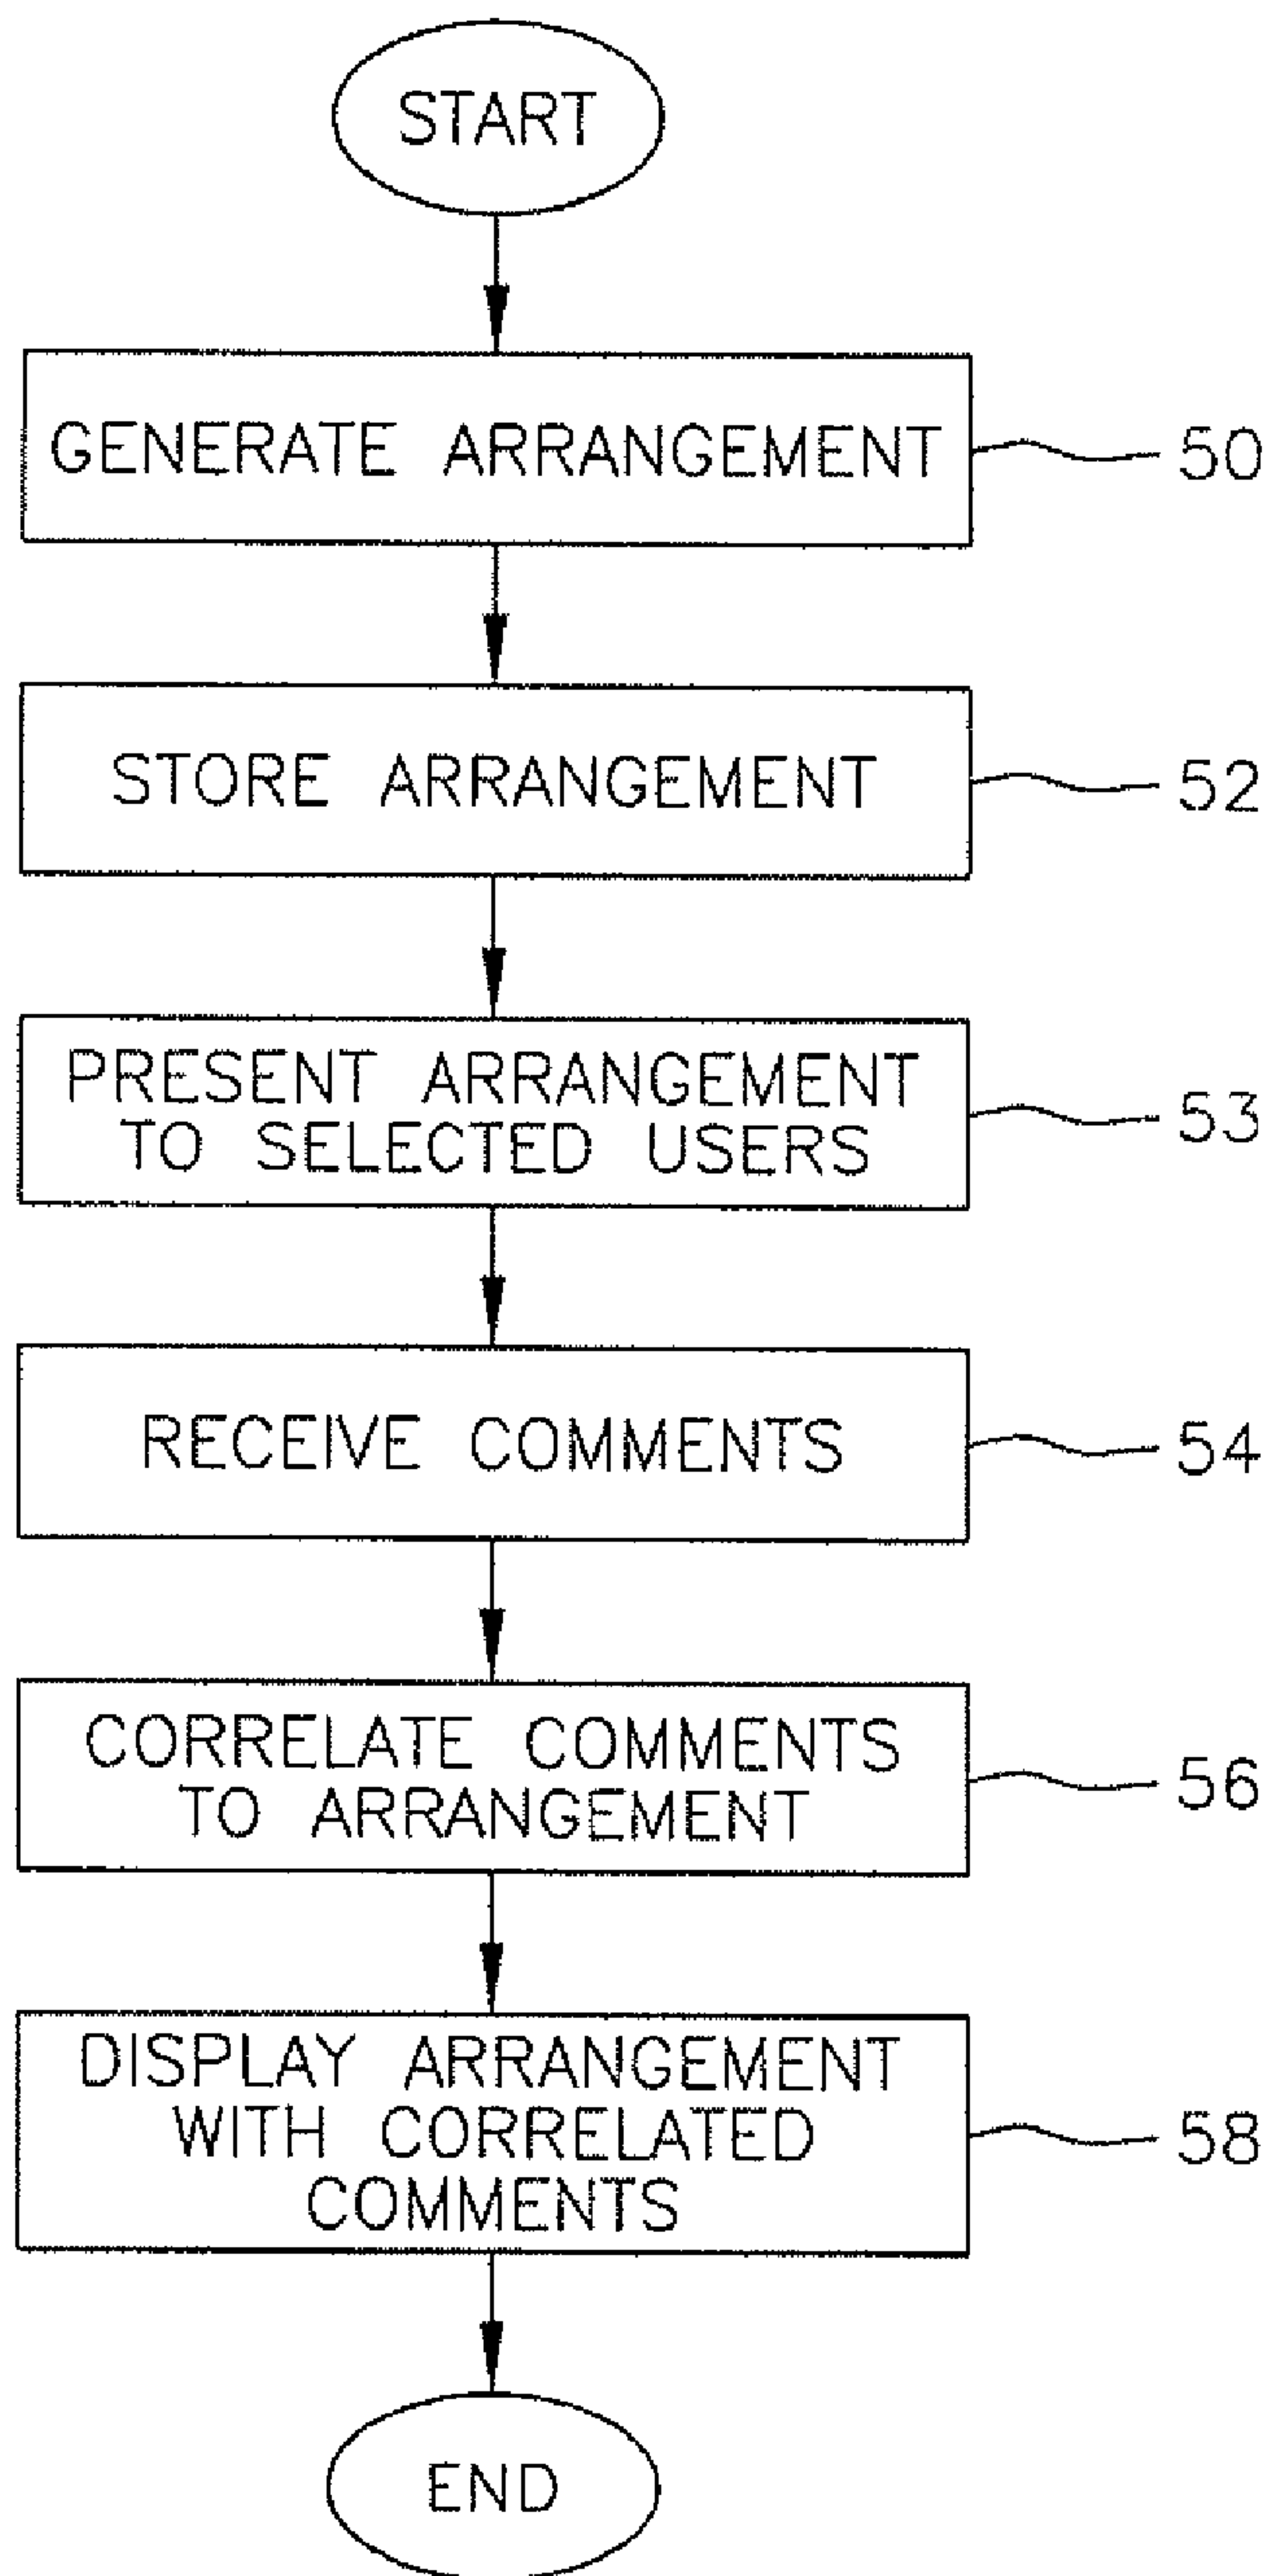 START
GENERATE ARRANGEMENT
50
STORE ARRANGEMENT
52
PRESENT ARRANGEMENT
TO SELECTED USERS
53
RECEIVE COMMENTS
54
CORRELATE COMMENTS
TO ARRANGEMENT
56
DISPLAY ARRANGEMENT
WITH CORRELATED
COMMENTS
58
END